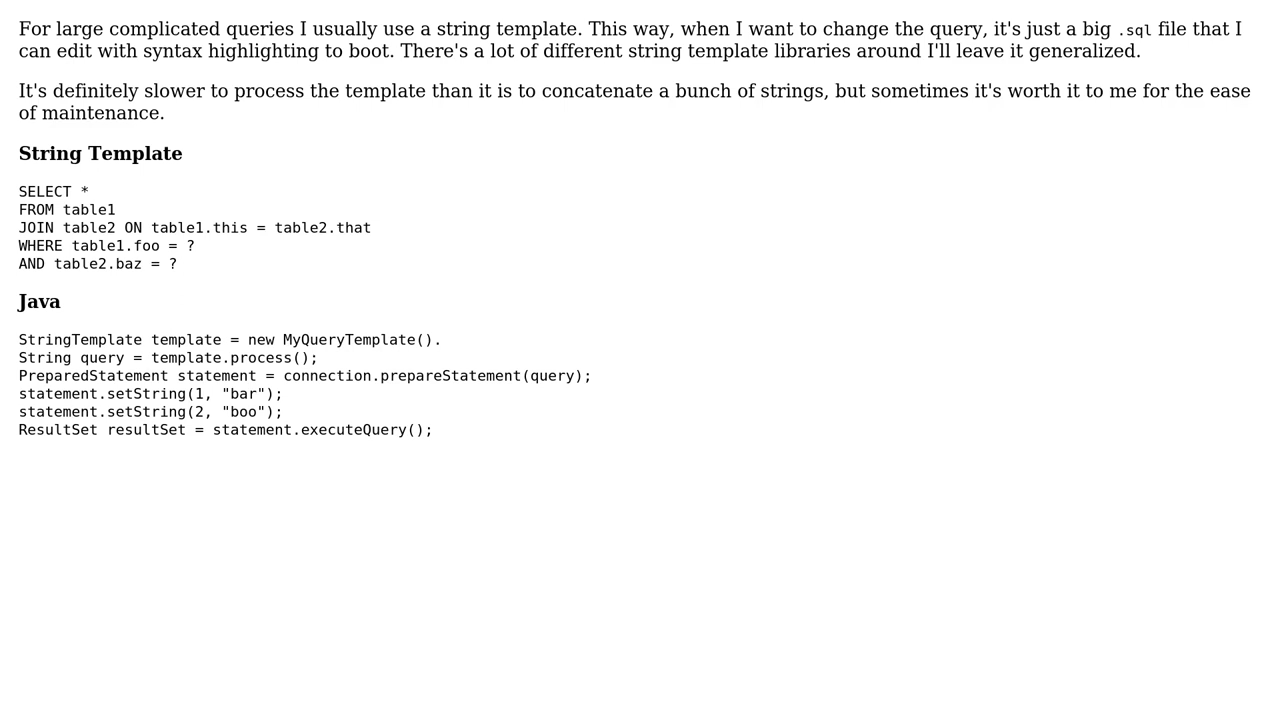 For large complicated queries I usually use a string template. This way, when I want to change the query, it's just a big .sql file that I
can edit with syntax highlighting to boot. There's a lot of different string template libraries around I'll leave it generalized.
It's definitely slower to process the template than it is to concatenate a bunch of strings, but sometimes it's worth it to me for the ease
of maintenance.
String Template
SELECT *
FROM table1
JOIN table2 ON table1.this = table2.that
WHERE table1.foo = ?
AND table2.baz = ?
Java
StringTemplate template = new MyQueryTemplate().
String query = template.process();
PreparedStatement statement = connection.prepareStatement(query);
statement.setString(1, "bar");
statement.setString(2, "boo");
ResultSet resultSet = statement.executeQuery();